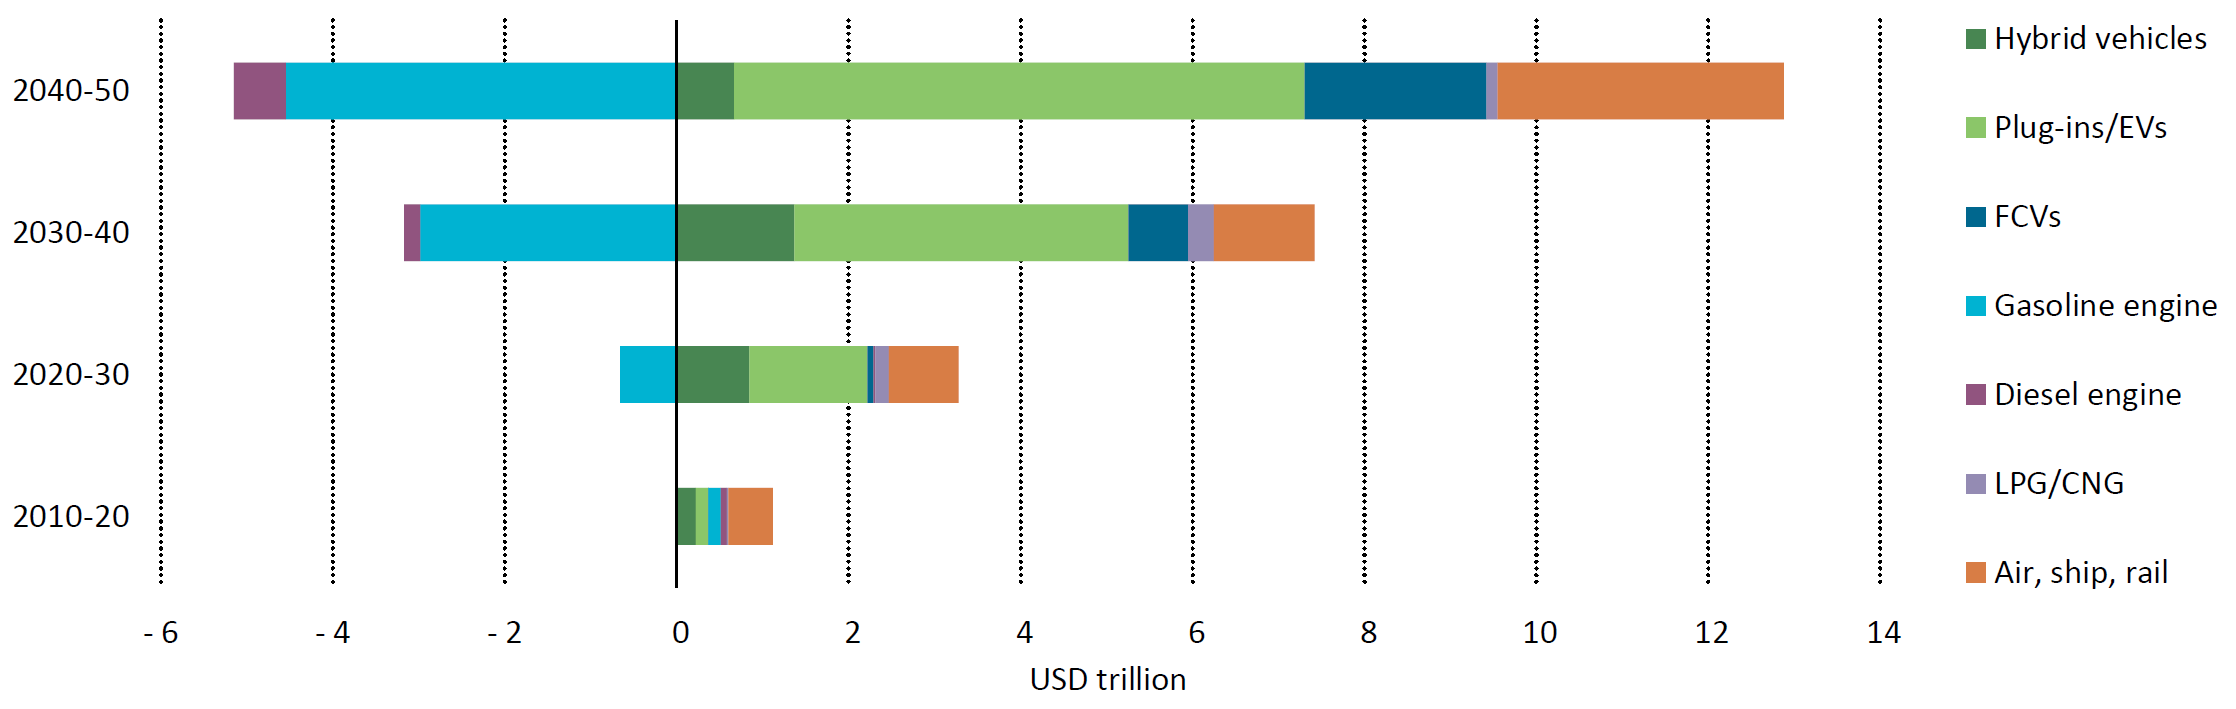 2040-50
2030-40
2020-30
2010-20
- 6 - 4 - 2 0 2 4 6 8 10 12 14
USD trillion
Hybrid vehicles
Plug-ins/EVs
FCVs
Gasoline engine
Diesel engine
LPG/CNG
Air, ship, rail